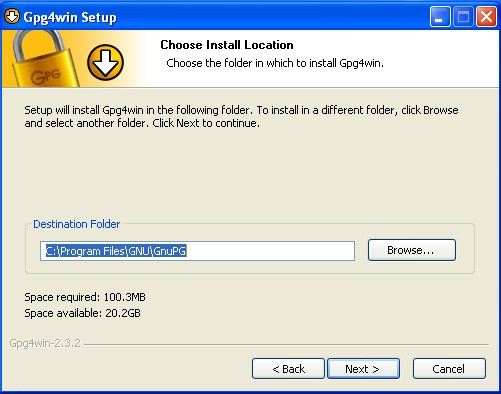 Gpg4win Setup
GPG
Choose Install Location
Choose the folder in which to install Gpg4win.
Setup will install Gpg4win in the following folder. To install in a different folder, click Browse
and select another folder. Click Next to continue.
Destination Folder
C:\Program Files\GNU\GnuPG
Browse...
Space required: 100.3MB
Space available: 20.2GB
Gpg4win-2.3.2
< Back
Next >
Cancel